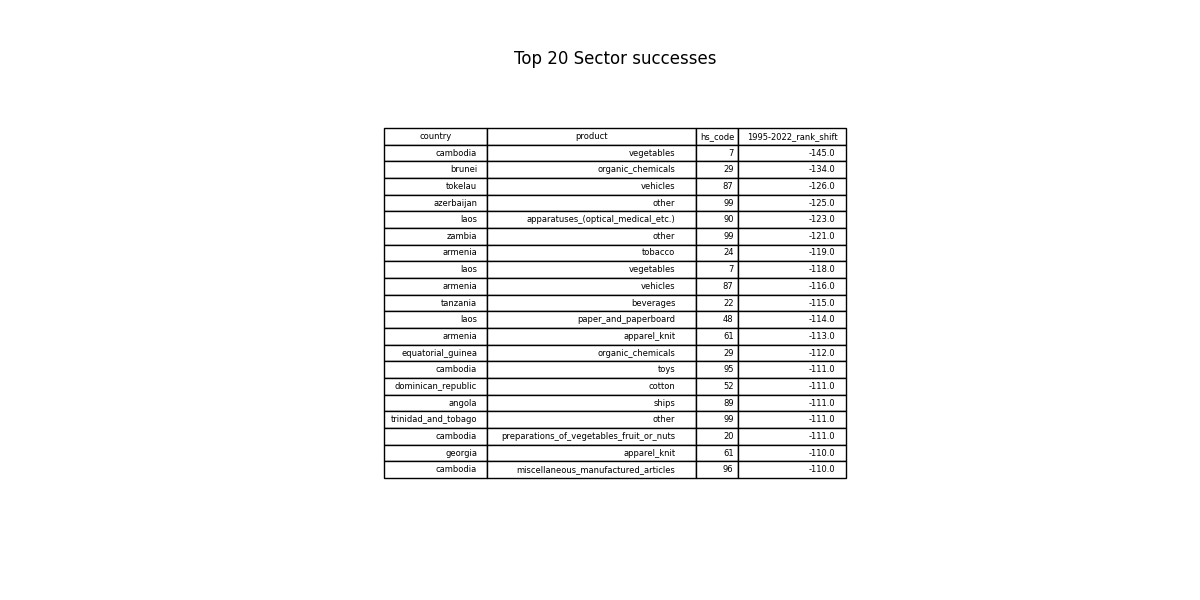 Top 20 Sector successes
country product hs_code 1995-2022_rank_shift
cambodia vegetables 7 -145.0
brunei organic_chemicals 29 -134.0
tokelau vehicles 87 -126.0
azerbaijan other 99 -125.0
laos apparatuses_(optical_medical_etc.) 90 -123.0
zambia other 99 -121.0
armenia tobacco 24 -119.0
laos vegetables 7 -118.0
armenia vehicles 87 -116.0
tanzania beverages 22 -115.0
laos paper_and_paperboard 48 -114.0
armenia apparel_knit 61 -113.0
equatorial_guinea organic_chemicals 29 -112.0
cambodia toys 95 -111.0
dominican_republic cotton 52 -111.0
angola ships 89 -111.0
trinidad_and_tobago other 99 -111.0
cambodia preparations_of_vegetables_fruit_or_nuts 20 -111.0
georgia apparel_knit 61 -110.0
cambodia miscellaneous_manufactured_articles 96 -110.0